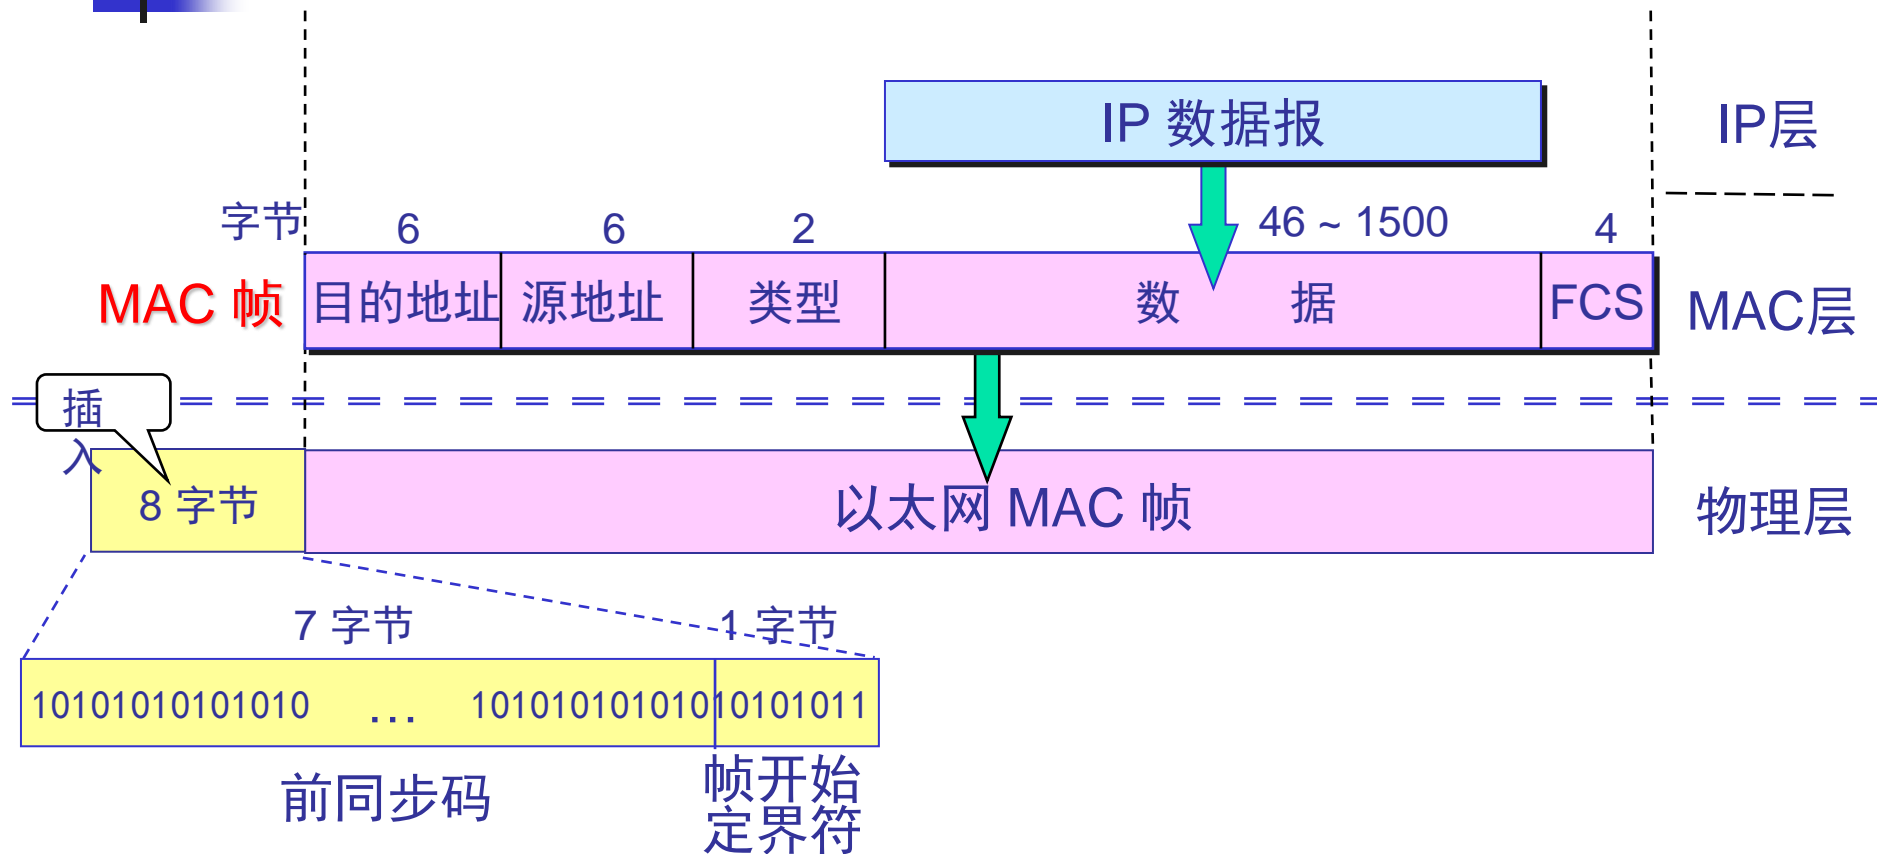 IP 数据报
IP层
字节
6
6
2
46 ~ 1500
4
MAC 帧
目的地址
源地址
类型
数 据
FCS
MAC层
插
入
8 字节
以太网 MAC 帧
物理层
7 字节
1 字节
10101010101010 … 10101010101010101011
前同步码
帧开始
定界符